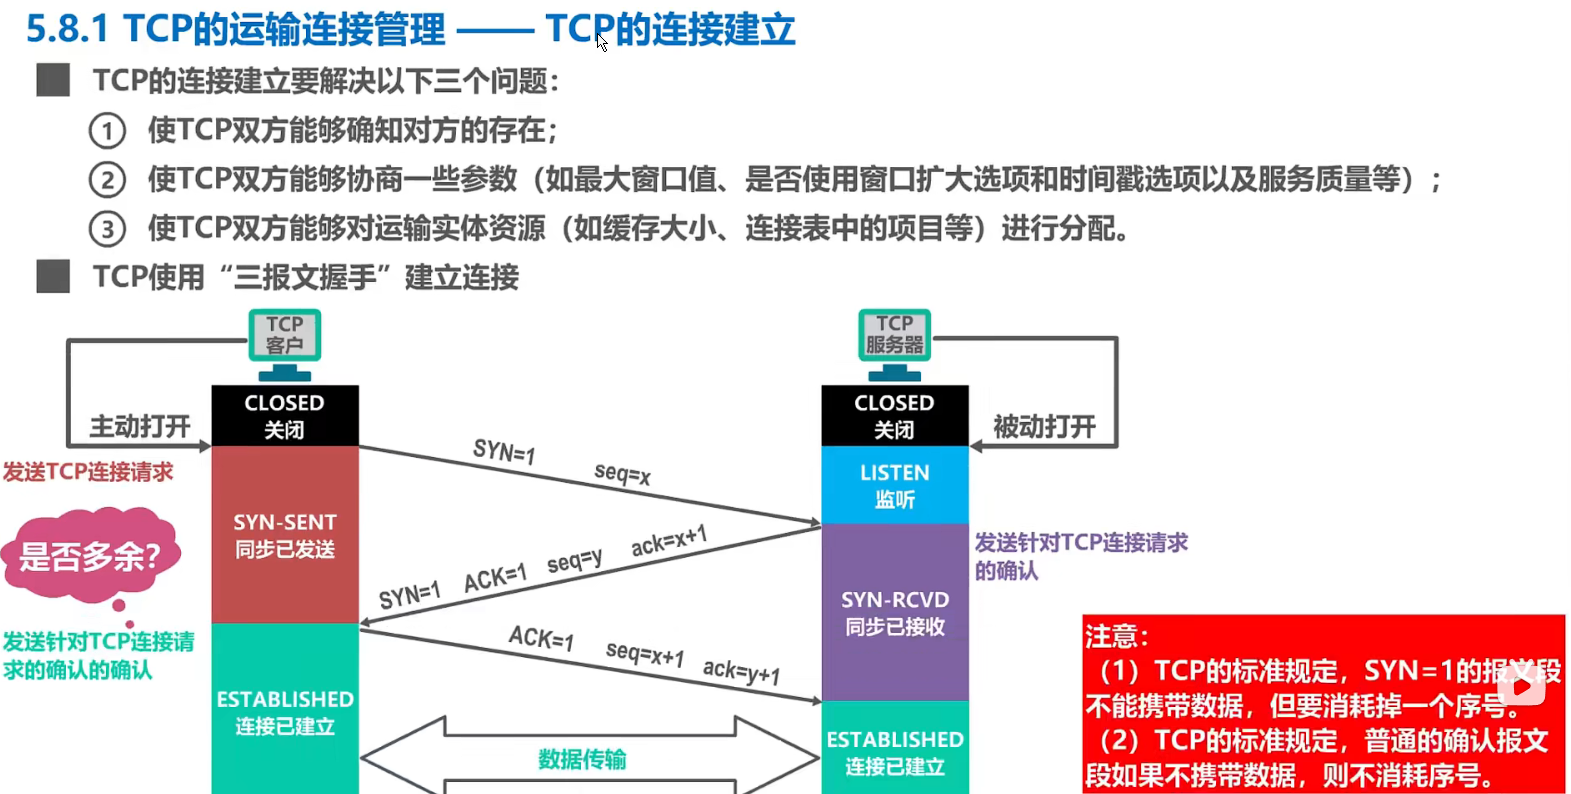 5.8.1 TCP的运输连接管理 —— TCP的连接建立
TCP的连接建立要解决以下三个问题：
① 使TCP双方能够确知对方的存在；
② 使TCP双方能够协商一些参数（如最大窗口值、是否使用窗口扩大选项和时间戳选项以及服务质量等）；
③ 使TCP双方能够对运输实体资源（如缓存大小、连接表中的项目等）进行分配。
TCP使用“三报文握手”建立连接
TCP
客户
TCP
服务器
CLOSED
关闭
CLOSED
关闭
主动打开
被动打开
发送TCP连接请求
SYN=1 seq=x
LISTEN
监听
SYN-SENT
同步已发送
是否多余?
SYN=1 ACK=1 seq=y ack=x+1
发送针对TCP连接请求
的确认
SYN-RCVD
同步已接收
发送针对TCP连接请
求的确认的确认
ACK=1 seq=x+1 ack=y+1
ESTABLISHED
连接已建立
数据传输
ESTABLISHED
连接已建立
注意：
（1）TCP的标准规定，SYN=1的报文段
不能携带数据，但要消耗掉一个序号。
（2）TCP的标准规定，普通的确认报文
段如果不携带数据，则不消耗序号。